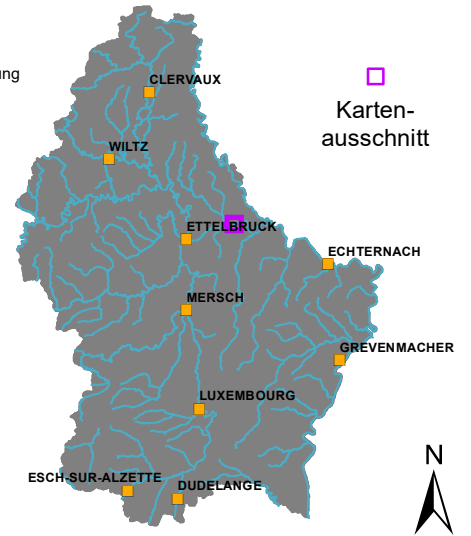 ung
CLERVAUX
Karten-
ausschnitt
WILTZ
ETTELBRUCK
ECHTERNACH
MERSCH
GREVENMACHER
LUXEMBOURG
N
ESCH-SUR-ALZETTE
DUDELANGE